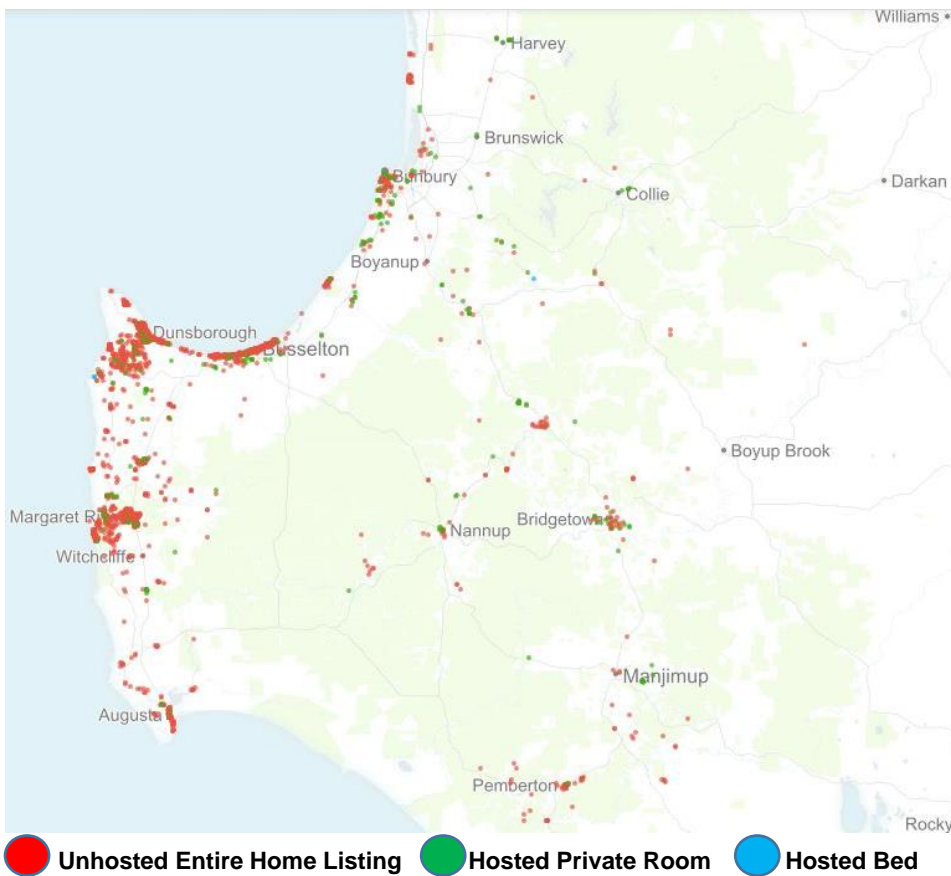 Williams
Harvey
Brunswick
Bunbury
Collie
Darkan
Boyanup
Dunsborough
Busselton
Boyup Brook
Margaret R
Bridgetown
Nannup
Witchcliffe
Manjimup
Augusta
Pemberton
Rocky
Unhosted Entire Home Listing Hosted Private Room Hosted Bed